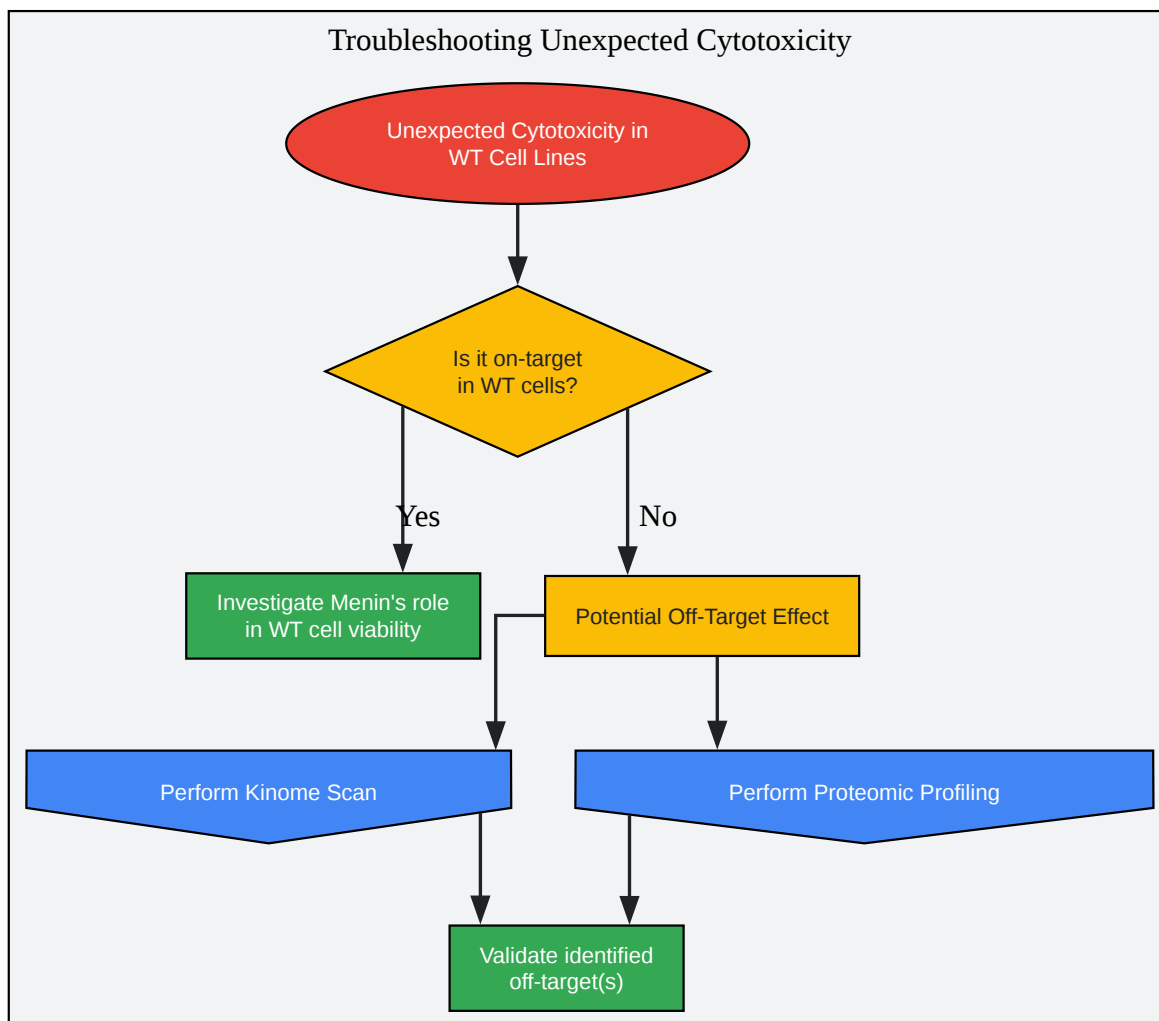 Troubleshooting Unexpected Cytotoxicity
Unexpected Cytotoxicity in
WT Cell Lines
Is it on-target
in WT cells?
Yes
No
Investigate Menin's role
in WT cell viability
Potential Off-Target Effect
Perform Kinome Scan
Perform Proteomic Profiling
Validate identified
off-target(s)